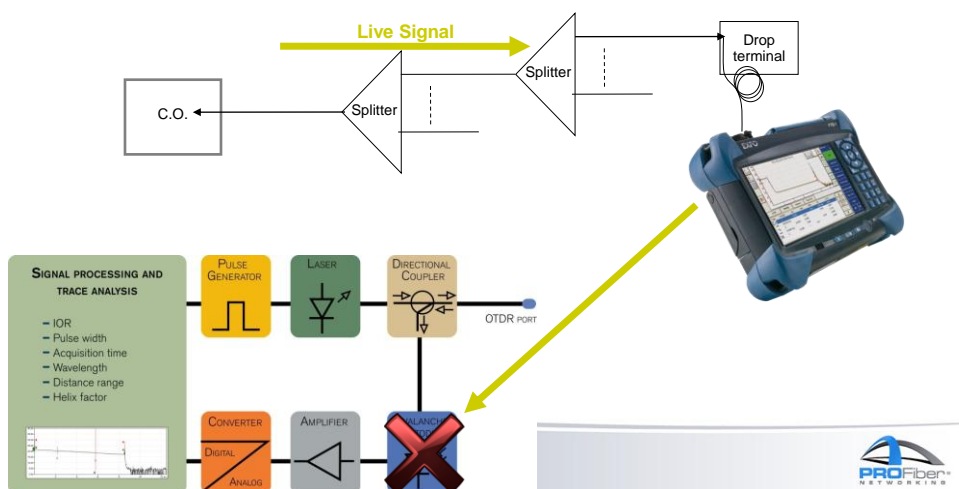 Live Signal
Drop
terminal
Splitter
Splitter
C.O.
EXFO
SIGNAL PROCESSING AND
TRACE ANALYSIS
– IOR
– Pulse width
– Acquisition time
– Wavelength
– Distance range
– Helix factor
PULSE
GENERATOR
LASER
DIRECTIONAL
COUPLER
OTDR PORT
CONVERTER
DIGITAL
ANALOG
AMPLIFIER
PROFiber®
NETWORKING